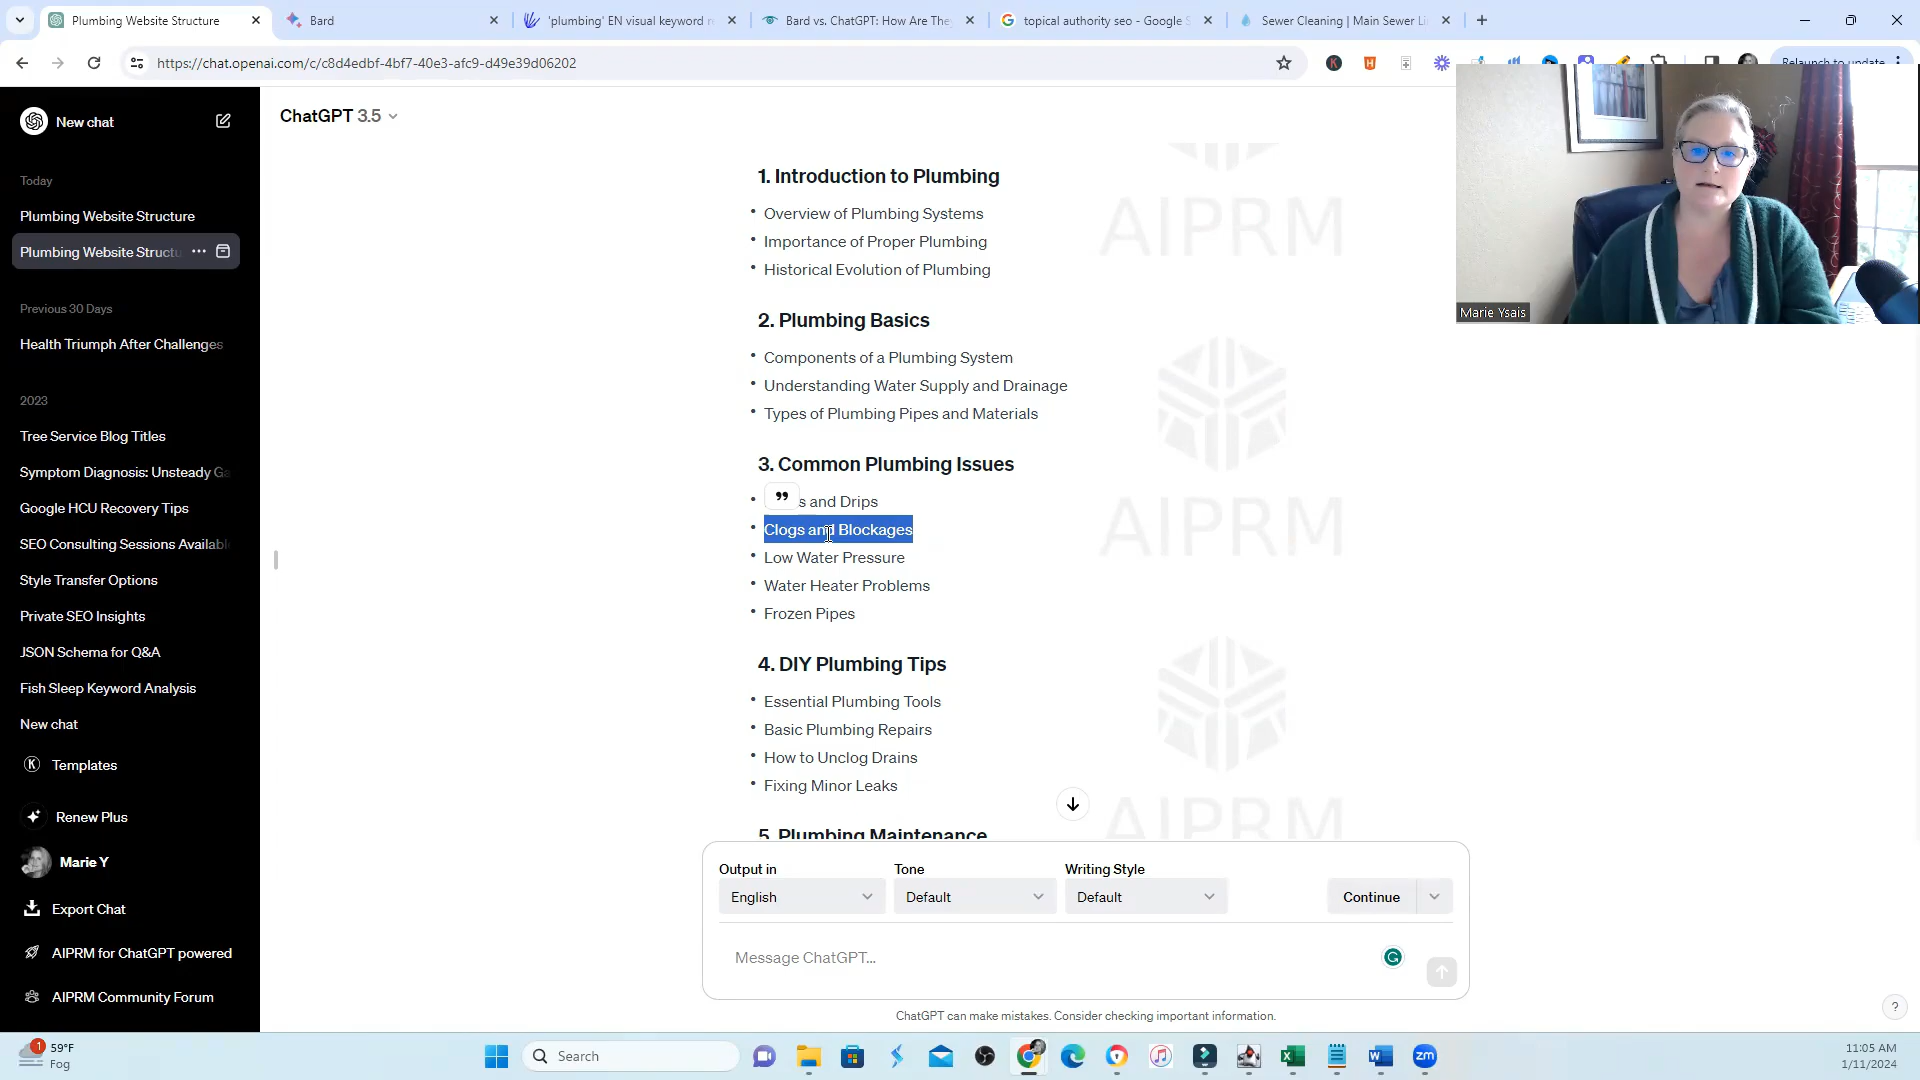 Plumbing Website Structure
Bard
'plumbing' EN visual keyword
Bard vs. ChatGPT: How Are They
topical authority seo - Google S
Sewer Cleaning | Main Sewer Li
https://chat.openai.com/c/c8d4edbf-4bf7-40e3-afc9-d49e39d06202
Relaunch to update
New chat
ChatGPT 3.5
Today
Plumbing Website Structure
Plumbing Website Structu
Previous 30 Days
Health Triumph After Challenges
2023
Tree Service Blog Titles
Symptom Diagnosis: Unsteady Ga
Google HCU Recovery Tips
SEO Consulting Sessions Availabl
Style Transfer Options
Private SEO Insights
JSON Schema for Q&A
Fish Sleep Keyword Analysis
New chat
Templates
Renew Plus
Marie Y
Export Chat
AIPRM for ChatGPT powered
AIPRM Community Forum
1. Introduction to Plumbing
• Overview of Plumbing Systems
• Importance of Proper Plumbing
• Historical Evolution of Plumbing
2. Plumbing Basics
• Components of a Plumbing System
• Understanding Water Supply and Drainage
• Types of Plumbing Pipes and Materials
3. Common Plumbing Issues
• s and Drips
• Clogs and Blockages
• Low Water Pressure
• Water Heater Problems
• Frozen Pipes
4. DIY Plumbing Tips
• Essential Plumbing Tools
• Basic Plumbing Repairs
• How to Unclog Drains
• Fixing Minor Leaks
5. Plumbing Maintenance
AIPRM
AIPRM
AIPRM
Marie Ysais
Output in
Tone
Writing Style
English
Default
Default
Continue
Message ChatGPT...
ChatGPT can make mistakes. Consider checking important information.
?
1
59°F
Fog
Search
zm
11:05 AM
1/11/2024